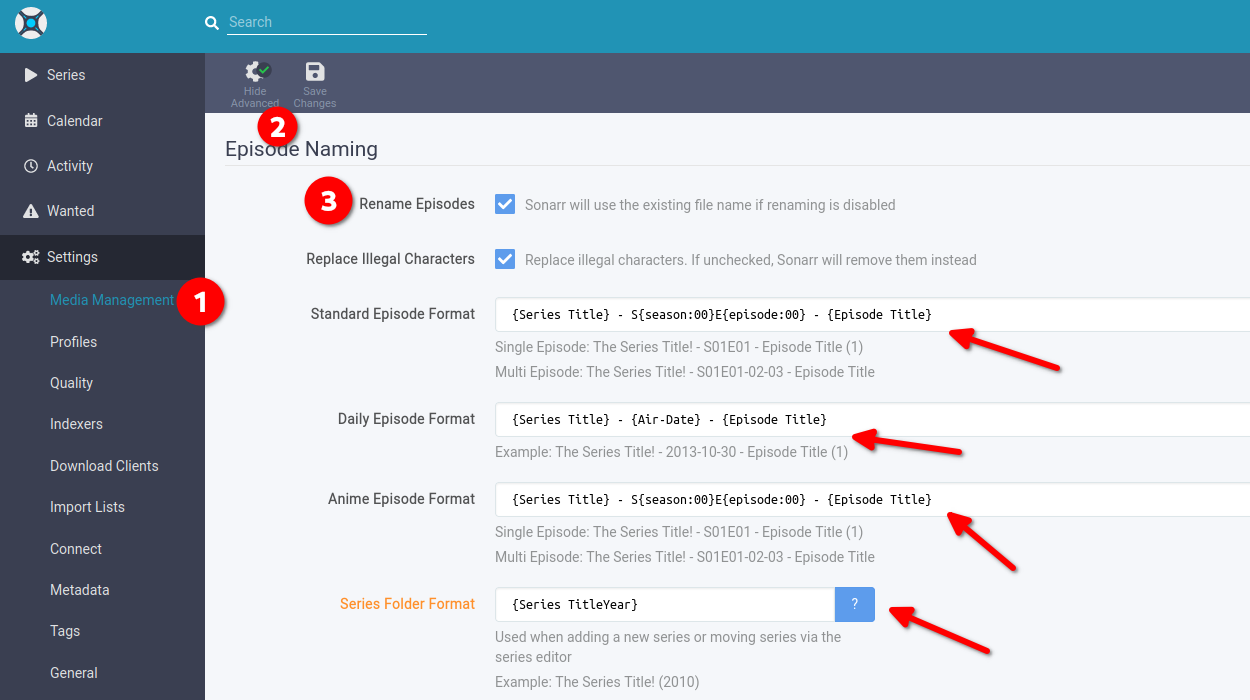 Search
Series
Calendar
Activity
Wanted
Settings
Media Management
1
Profiles
Quality
Indexers
Download Clients
Import Lists
Connect
Metadata
Tags
General
Hide
Advanced
Save
Changes
2
Episode Naming
3
Rename Episodes
Sonarr will use the existing file name if renaming is disabled
Replace Illegal Characters
Replace illegal characters. If unchecked, Sonarr will remove them instead
Standard Episode Format
{Series Title} - S{season:00}E{episode:00} - {Episode Title}
Single Episode: The Series Title! - S01E01 - Episode Title (1)
Multi Episode: The Series Title! - S01E01-02-03 - Episode Title
Daily Episode Format
{Series Title} - {Air-Date} - {Episode Title}
Example: The Series Title! - 2013-10-30 - Episode Title (1)
Anime Episode Format
{Series Title} - S{season:00}E{episode:00} - {Episode Title}
Single Episode: The Series Title! - S01E01 - Episode Title (1)
Multi Episode: The Series Title! - S01E01-02-03 - Episode Title
Series Folder Format
{Series TitleYear}
?
Used when adding a new series or moving series via the
series editor
Example: The Series Title! (2010)